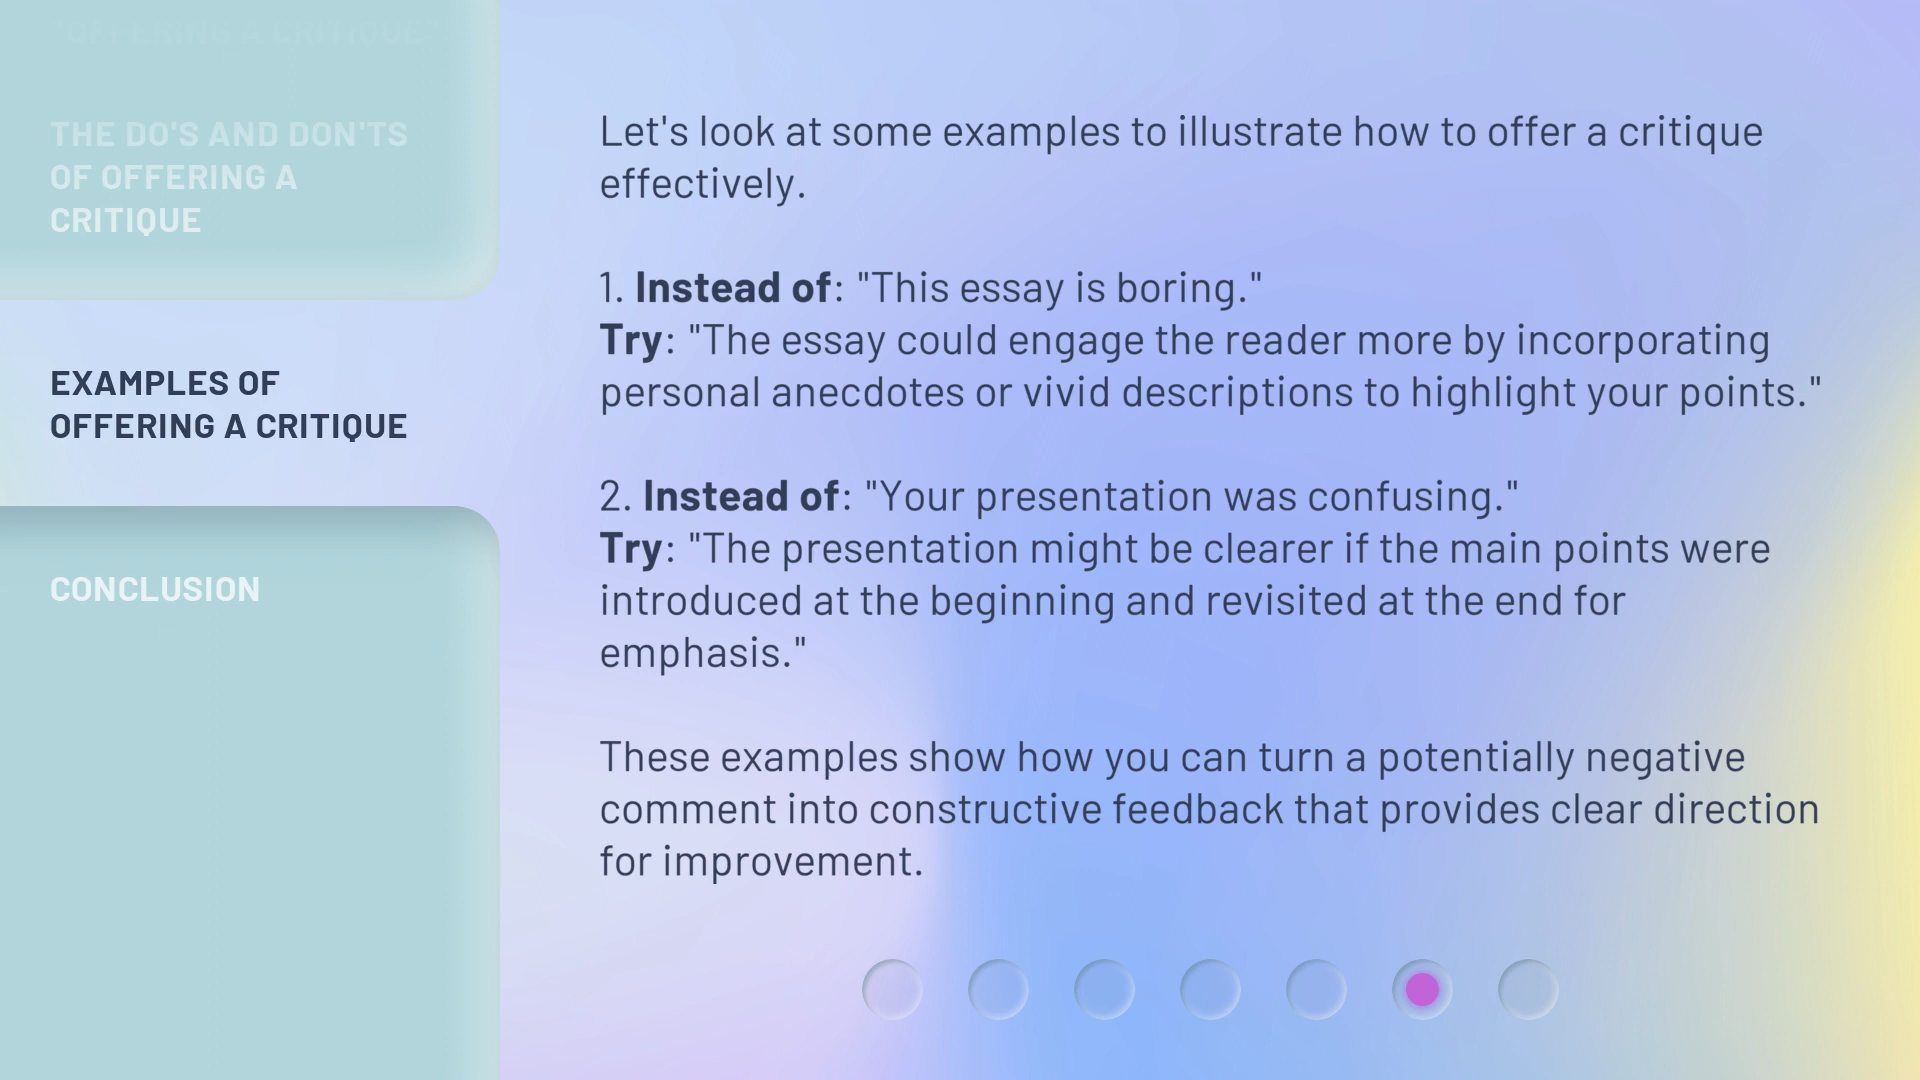 "OFFERING A CRITIQUE"
THE DO'S AND DON'TS
OF OFFERING A
CRITIQUE
EXAMPLES OF
OFFERING A CRITIQUE
CONCLUSION
Let's look at some examples to illustrate how to offer a critique
effectively.
1. Instead of: "This essay is boring."
Try: "The essay could engage the reader more by incorporating
personal anecdotes or vivid descriptions to highlight your points."
2. Instead of: "Your presentation was confusing."
Try: "The presentation might be clearer if the main points were
introduced at the beginning and revisited at the end for
emphasis."
These examples show how you can turn a potentially negative
comment into constructive feedback that provides clear direction
for improvement.